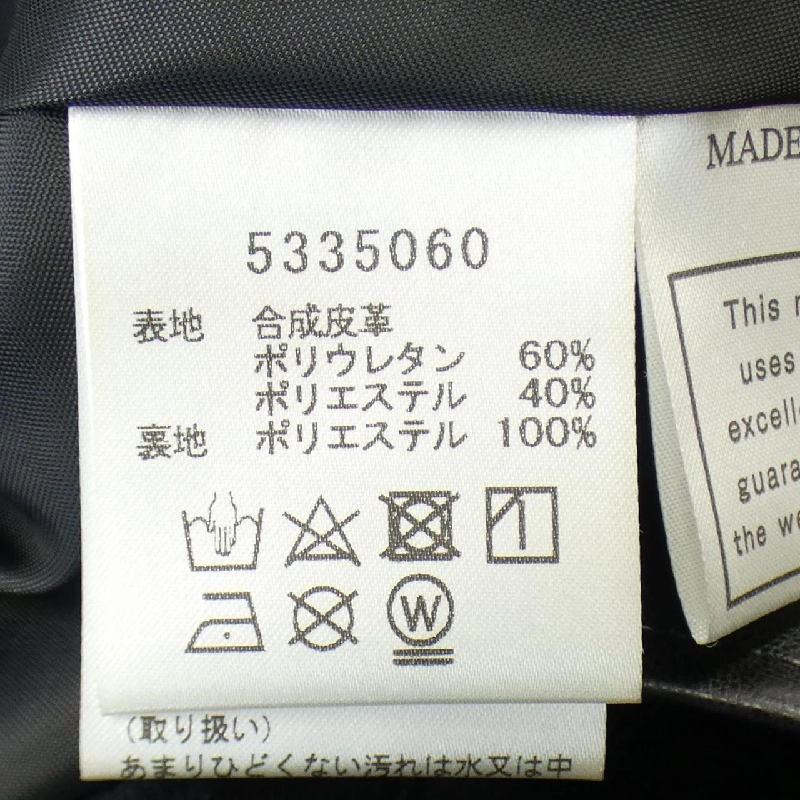 5335060
表地 合成皮革
ポリウレタン 60%
ポリエステル 40%
裏地 ポリエステル 100%
W
(取り扱い)
あまりひどくない汚れは水又は中
MADE
This
uses
excell
guara
the we